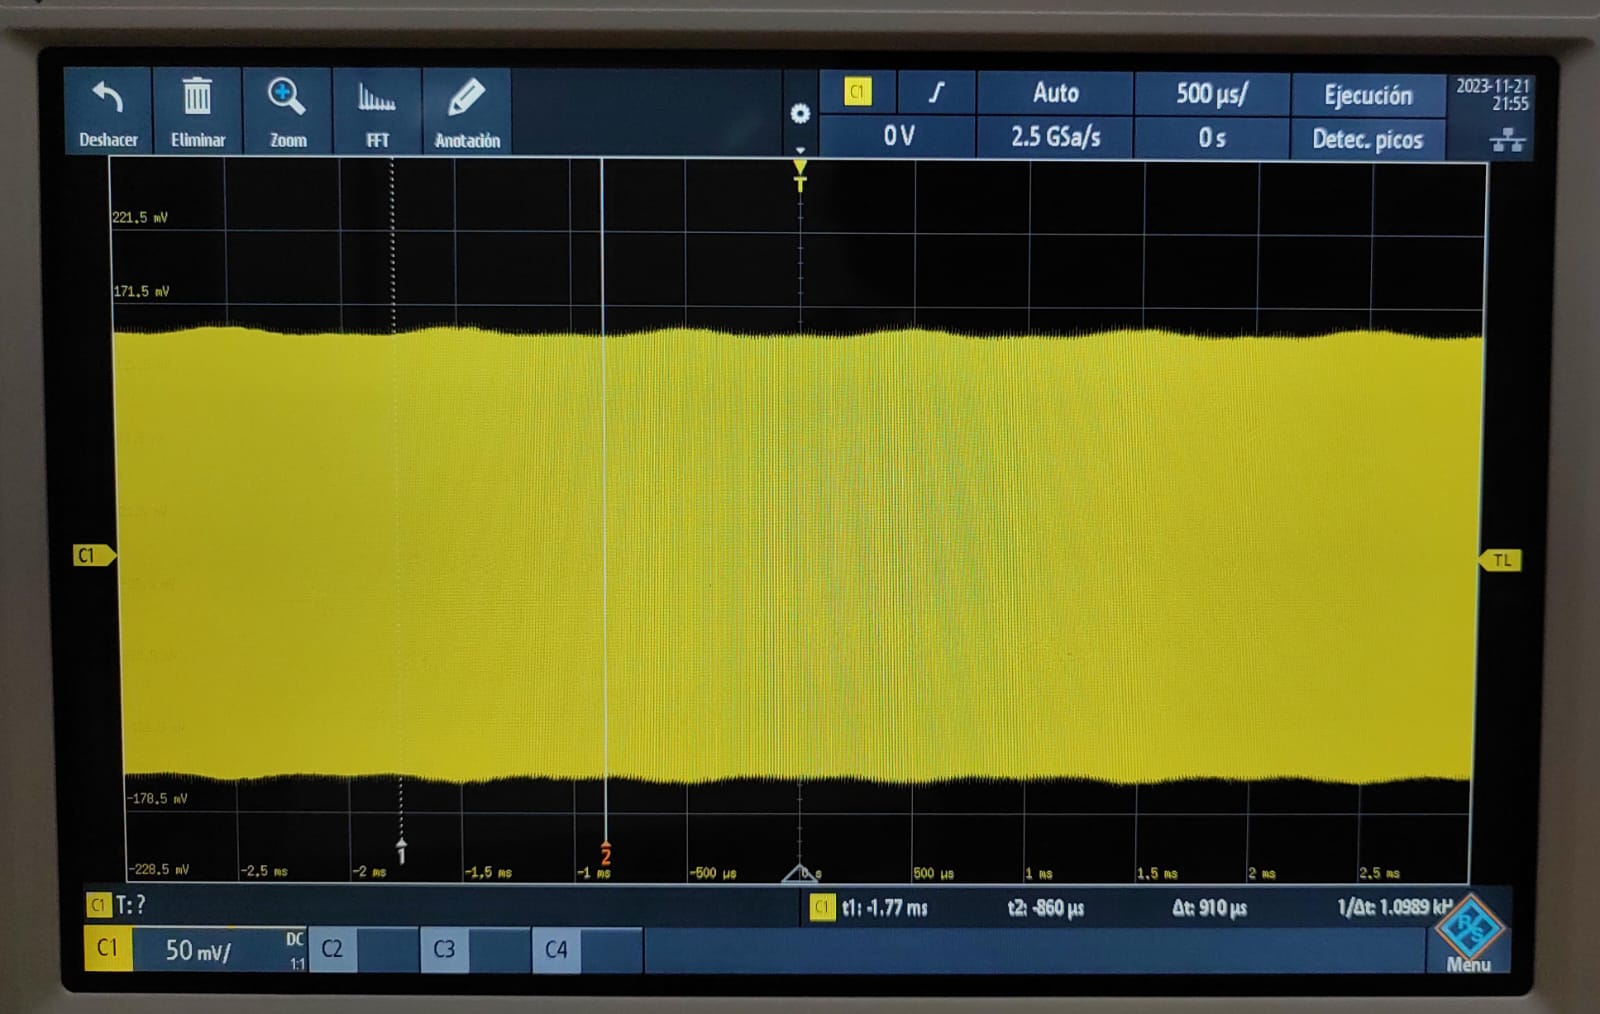 Deshacer
Eliminar
Zoom
FFT
Anotación
C1
Auto
500 µs/
Ejecución
0 V
2.5 GSa/s
0 s
Detec. picos
2023-11-21
21:55
T
221.5 mV
171.5 mV
C1
TL
-178.5 mV
-228.5 mV
-2.5 ms
-2 ms
-1.5 ms
-1 ms
-500 µs
0 s
500 µs
1 ms
1.5 ms
2 ms
2.5 ms
1
2
C1 T: ?
C1 t1: -1.77 ms t2: -860 µs Δt: 910 µs 1/Δt: 1.0989 kH
C1 50 mV/ DC 1:1
C2
C3
C4
R/S
Menu